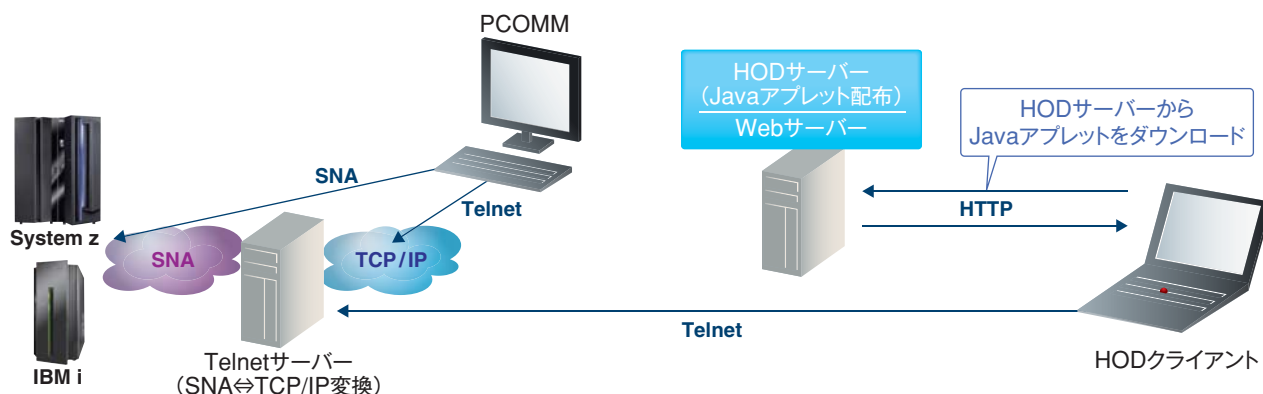 PCOMM
HODサーバー
（Javaアプレット配布）
Webサーバー
HODサーバーから
Javaアプレットをダウンロード
SNA
Telnet
HTTP
System z
SNA
TCP/IP
Telnet
IBM i
Telnetサーバー
（SNA⇔TCP/IP変換）
HODクライアント